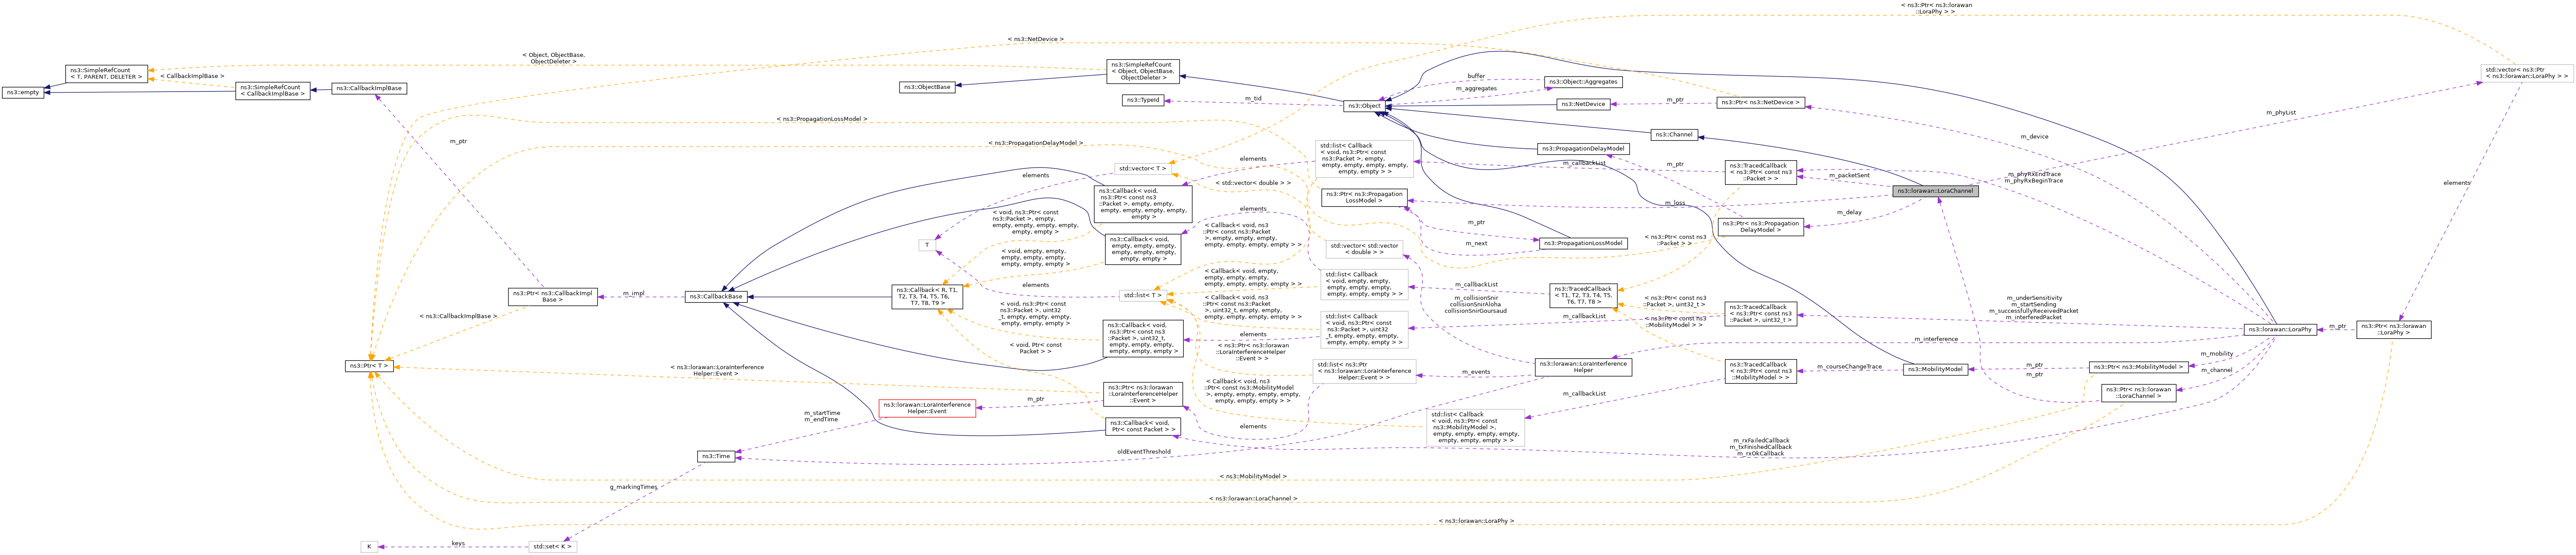 ns3::empty
ns3::SimpleRefCount
< T, PARENT, DELETER >
< CallbackImplBase >
ns3::SimpleRefCount
< CallbackImplBase >
ns3::CallbackImplBase
< Object, ObjectBase,
ObjectDeleter >
m_ptr
ns3::Ptr< ns3::CallbackImpl
Base >
m_impl
< ns3::CallbackImplBase >
ns3::Ptr< T >
K
keys
std::set< K >
g_markingTimes
ns3::Time
ns3::CallbackBase
< ns3::lorawan::LoraInterference
Helper::Event >
< ns3::PropagationLossModel >
m_startTime
m_endTime
ns3::lorawan::LoraInterference
Helper::Event
ns3::Callback< R, T1,
T2, T3, T4, T5, T6,
T7, T8, T9 >
T
ns3::ObjectBase
< ns3::NetDevice >
< ns3::PropagationDelayModel >
elements
elements
< void, ns3::Ptr< const
ns3::Packet >, empty,
empty, empty, empty, empty,
empty, empty >
< void, empty, empty,
empty, empty, empty,
empty, empty, empty >
< void, ns3::Ptr< const
ns3::Packet >, uint32
_t, empty, empty, empty,
empty, empty, empty >
< void, Ptr< const
Packet > >
m_ptr
ns3::SimpleRefCount
< Object, ObjectBase,
ObjectDeleter >
ns3::TypeId
std::vector< T >
ns3::Callback< void,
ns3::Ptr< const ns3
::Packet >, empty, empty,
empty, empty, empty, empty,
empty >
ns3::Callback< void,
empty, empty, empty,
empty, empty, empty,
empty, empty >
std::list< T >
ns3::Callback< void,
ns3::Ptr< const ns3
::Packet >, uint32_t,
empty, empty, empty,
empty, empty, empty >
ns3::Ptr< ns3::lorawan
::LoraInterferenceHelper
::Event >
ns3::Callback< void,
Ptr< const Packet > >
oldEventThreshold
m_tid
elements
< std::vector< double > >
elements
< Callback< void, ns3
::Ptr< const ns3::Packet
>, empty, empty, empty,
empty, empty, empty, empty > >
< Callback< void, empty,
empty, empty, empty,
empty, empty, empty, empty > >
< Callback< void, ns3
::Ptr< const ns3::Packet
>, uint32_t, empty, empty,
empty, empty, empty, empty > >
elements
< ns3::Ptr< ns3::lorawan
::LoraInterferenceHelper
::Event > >
< Callback< void, ns3
::Ptr< const ns3::MobilityModel
>, empty, empty, empty, empty,
empty, empty, empty > >
elements
< ns3::MobilityModel >
< ns3::lorawan::LoraChannel >
ns3::Object
std::list< Callback
< void, ns3::Ptr< const
ns3::Packet >, empty,
empty, empty, empty, empty,
empty, empty > >
ns3::Ptr< ns3::Propagation
LossModel >
std::vector< std::vector
< double > >
std::list< Callback
< void, empty, empty,
empty, empty, empty,
empty, empty, empty > >
std::list< Callback
< void, ns3::Ptr< const
ns3::Packet >, uint32
_t, empty, empty, empty,
empty, empty, empty > >
std::list< ns3::Ptr
< ns3::lorawan::LoraInterference
Helper::Event > >
std::list< Callback
< void, ns3::Ptr< const
ns3::MobilityModel >,
empty, empty, empty, empty,
empty, empty, empty > >
buffer
m_aggregates
m_ptr
m_next
m_callbackList
m_collisionSnir
collisionSnirAloha
collisionSnirGoursaud
m_events
< ns3::lorawan::LoraPhy >
ns3::Object::Aggregates
ns3::NetDevice
ns3::PropagationDelayModel
m_callbackList
ns3::PropagationLossModel
ns3::TracedCallback
< T1, T2, T3, T4, T5,
T6, T7, T8 >
m_callbackList
ns3::lorawan::LoraInterference
Helper
m_callbackList
m_ptr
m_ptr
ns3::Channel
m_loss
< ns3::Ptr< const ns3
::Packet > >
< ns3::Ptr< const ns3
::Packet >, uint32_t >
< ns3::Ptr< const ns3
::MobilityModel > >
ns3::Ptr< ns3::NetDevice >
ns3::TracedCallback
< ns3::Ptr< const ns3
::Packet > >
ns3::Ptr< ns3::Propagation
DelayModel >
ns3::TracedCallback
< ns3::Ptr< const ns3
::Packet >, uint32_t >
ns3::TracedCallback
< ns3::Ptr< const ns3
::MobilityModel > >
m_rxFailedCallback
m_txFinishedCallback
m_rxOkCallback
m_packetSent
m_delay
m_courseChangeTrace
< ns3::Ptr< ns3::lorawan
::LoraPhy > >
ns3::lorawan::LoraChannel
ns3::MobilityModel
m_interference
m_device
m_phyRxEndTrace
m_phyRxBeginTrace
m_underSensitivity
m_startSending
m_successfullyReceivedPacket
m_interferedPacket
m_ptr
m_ptr
ns3::Ptr< ns3::MobilityModel >
ns3::Ptr< ns3::lorawan
::LoraChannel >
m_mobility
m_channel
m_phyList
ns3::lorawan::LoraPhy
m_ptr
ns3::Ptr< ns3::lorawan
::LoraPhy >
elements
std::vector< ns3::Ptr
< ns3::lorawan::LoraPhy > >